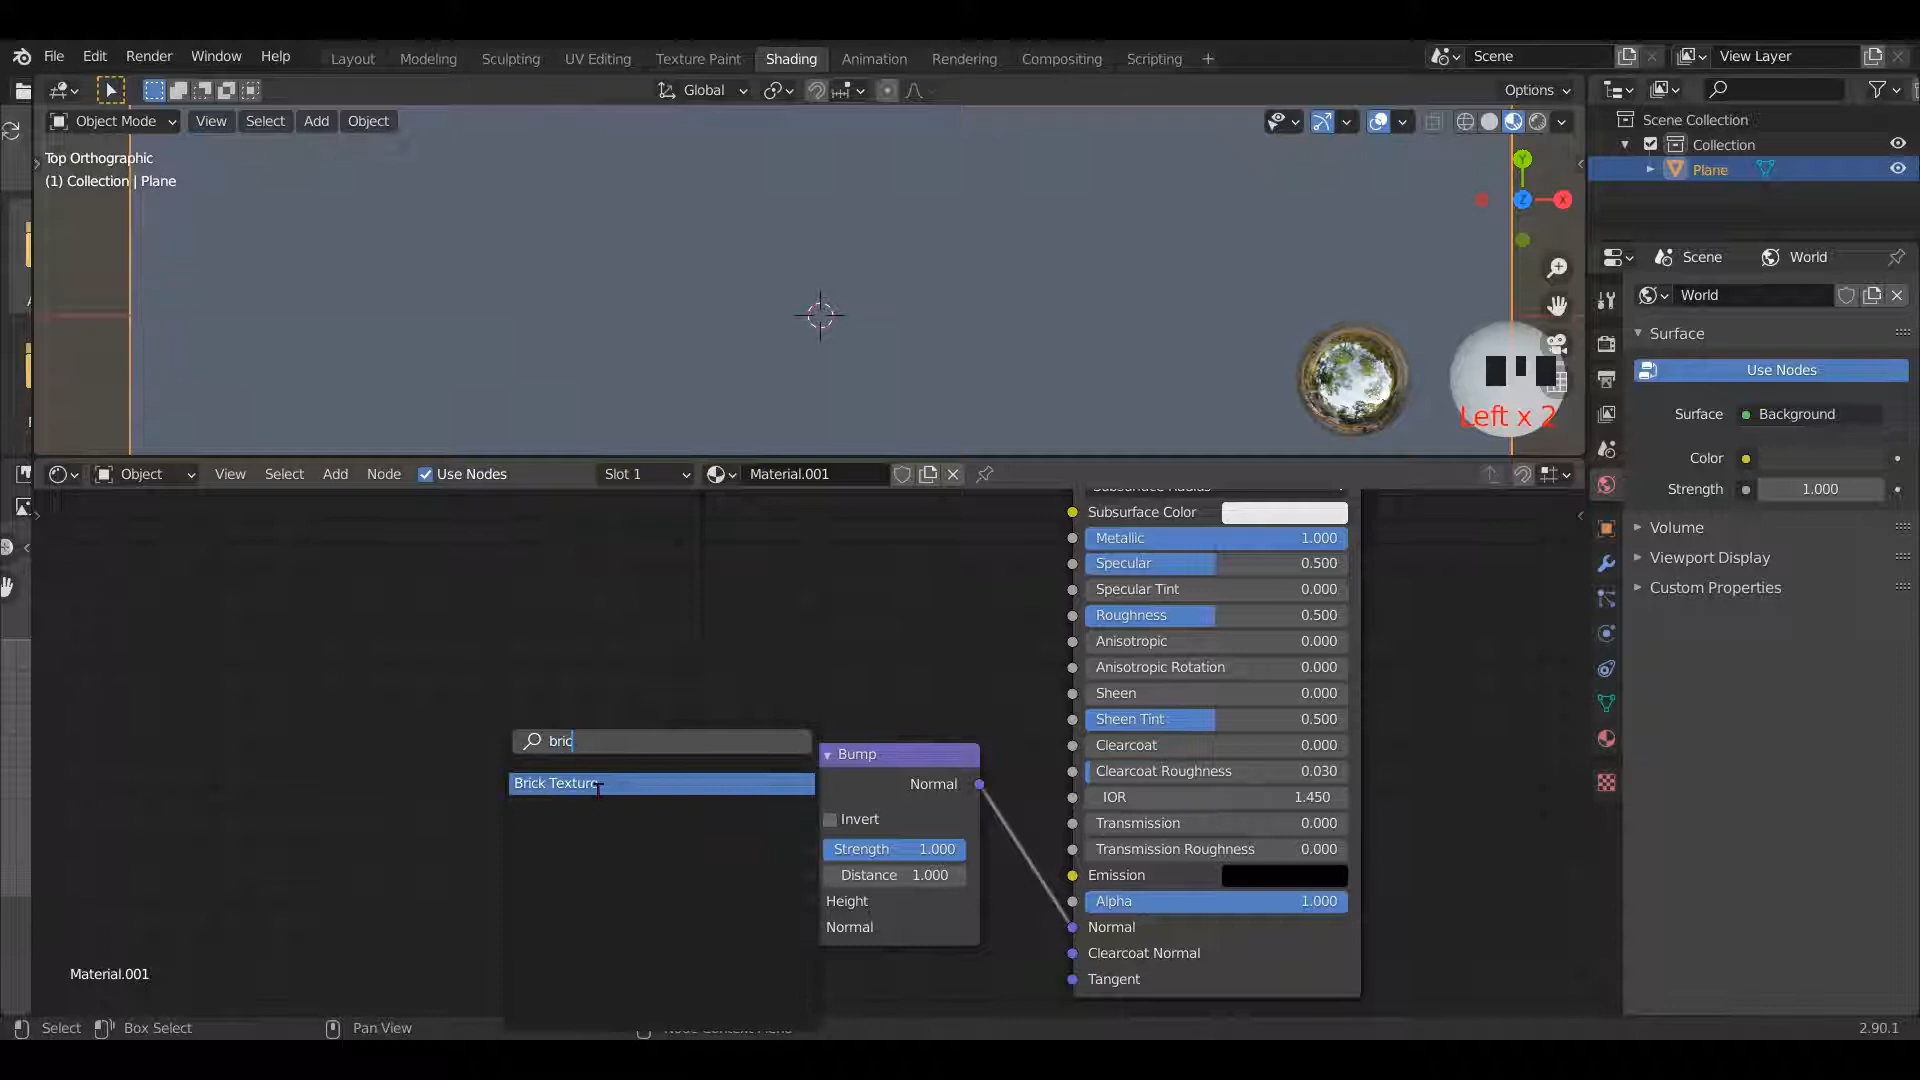 File Edit Render Window Help Layout Modeling Sculpting UV Editing Texture Paint Shading Animation Rendering Compositing Scripting + Scene View Layer
Global Options
Object Mode View Select Add Object
Scene Collection
Collection
Plane
Top Orthographic
(1) Collection | Plane
Y
Z X
Scene World
World
Surface
Use Nodes
Surface Background
Color
Strength 1.000
Volume
Viewport Display
Custom Properties
Left x 2
Object View Select Add Node Use Nodes Slot 1 Material.001
Subsurface Radius
Subsurface Color
Metallic 1.000
Specular 0.500
Specular Tint 0.000
Roughness 0.500
Anisotropic 0.000
Anisotropic Rotation 0.000
Sheen 0.000
Sheen Tint 0.500
Clearcoat 0.000
Clearcoat Roughness 0.030
IOR 1.450
Transmission 0.000
Transmission Roughness 0.000
Emission
Alpha 1.000
Normal
Clearcoat Normal
Tangent
bric
Brick Texture
Bump
Normal
Invert
Strength 1.000
Distance 1.000
Height
Normal
Material.001
Select Box Select Pan View Node Context Menu 2.90.1